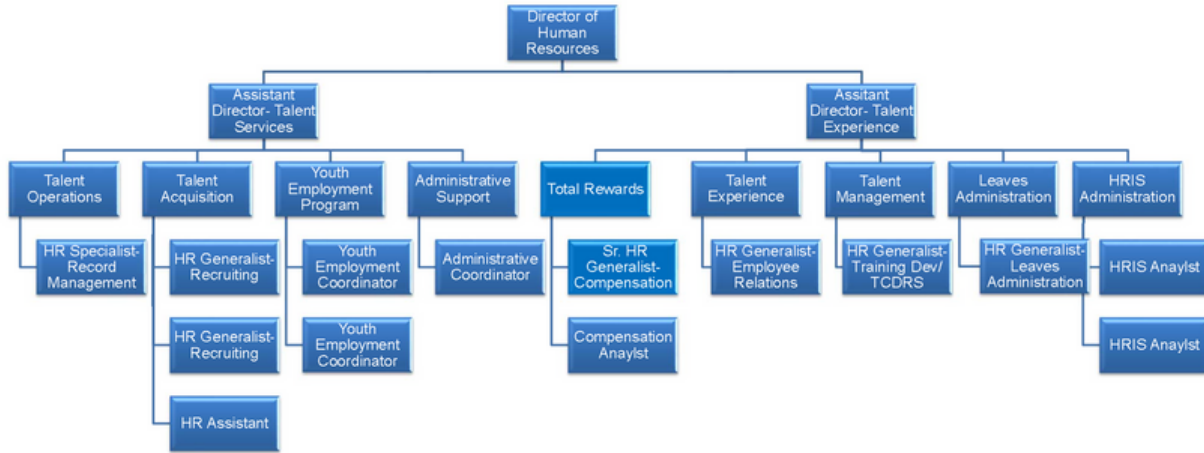 Director of
Human
Resources
Assistant
Director- Talent
Services
Assitant
Director- Talent
Experience
Talent
Operations
Talent
Acquisition
Youth
Employment
Program
Administrative
Support
Total Rewards
Talent
Experience
Talent
Management
Leaves
Administration
HRIS
Administration
HR Specialist-
Record
Management
HR Generalist-
Recruiting
Youth
Employment
Coordinator
Administrative
Coordinator
Sr. HR
Generalist-
Compensation
HR Generalist-
Employee
Relations
HR Generalist-
Training Dev/
TCDRS
HR Generalist-
Leaves
Administration
HRIS Anaylst
HR Generalist-
Recruiting
Youth
Employment
Coordinator
Compensation
Anaylst
HRIS Anaylst
HR Assistant